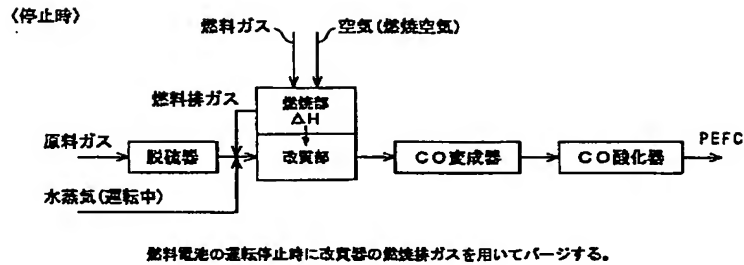 〈停止時〉
燃料ガス
空気(燃焼空気)
燃料排ガス
燃焼部
ΔH
原料ガス
脱硫器
改質部
CO変成器
CO酸化器
PEFC
水蒸気(運転中)
燃料電池の運転停止時に改質器の燃焼排ガスを用いてパージする。